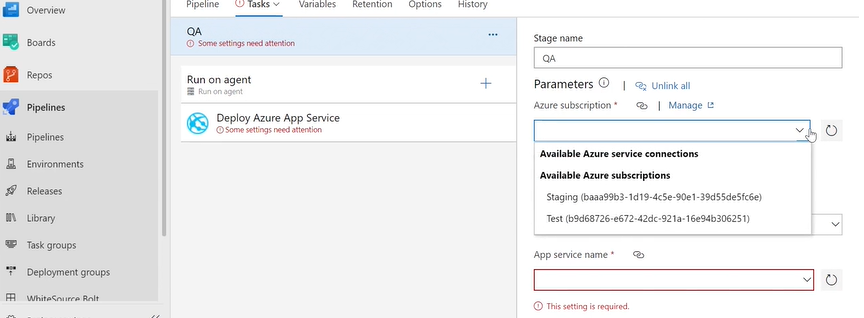 Overview
Boards
Repos
Pipelines
Pipelines
Environments
Releases
Library
Task groups
Deployment groups
WhiteSource Bolt
Pipeline Tasks Variables Retention Options History
QA
Some settings need attention
Run on agent
Run on agent
Deploy Azure App Service
Some settings need attention
Stage name
QA
Parameters | Unlink all
Azure subscription * | Manage
Available Azure service connections
Available Azure subscriptions
Staging (baaa99b3-1d19-4c5e-90e1-39d55de5fc6e)
Test (b9d68726-e672-42dc-921a-16e94b306251)
App service name *
This setting is required.